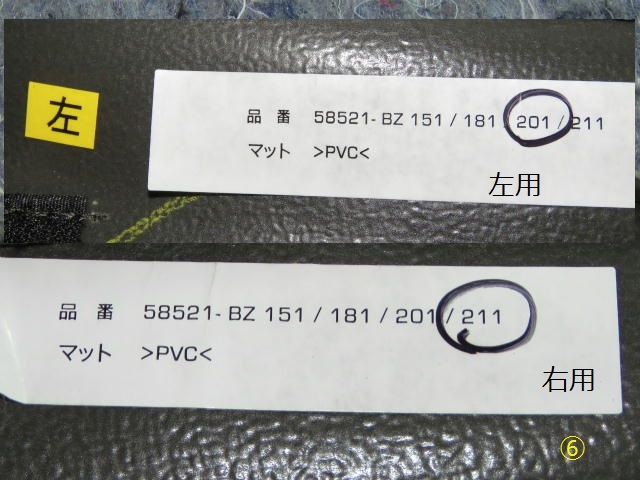 左
品 番 58521- BZ 151 / 181 / 201 / 211
マット >PVC<
左用
品 番 58521- BZ 151 / 181 / 201 / 211
マット >PVC<
右用
⑥